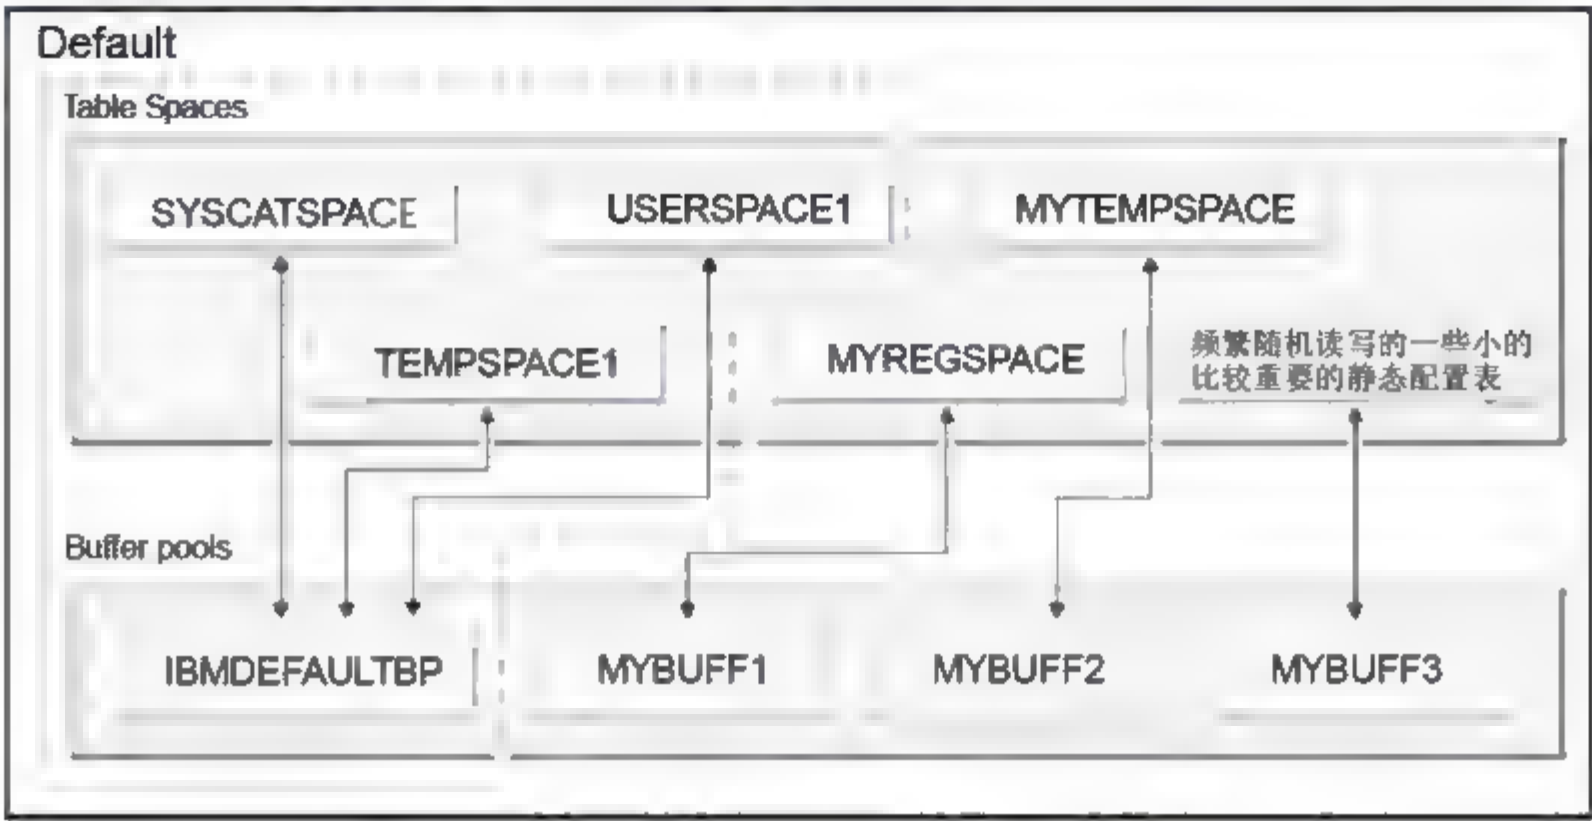 Default
Table Spaces
SYSCATSPACE
USERSPACE1
MYTEMPSPACE
TEMPSPACE1
MYREGSPACE
频繁随机读写的一些小的
比较重要的静态配置表
Buffer pools
IBMDEFAULTBP
MYBUFF1
MYBUFF2
MYBUFF3